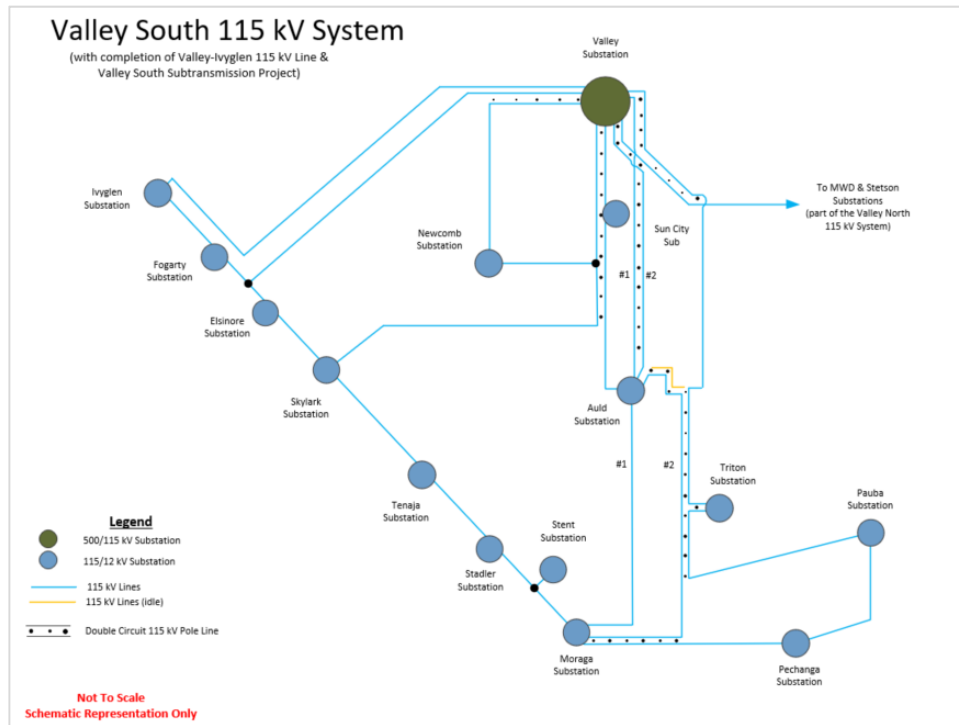 Valley South 115 kV System
(with completion of Valley-Ivyglen 115 kV Line &
Valley South Subtransmission Project)
Valley
Substation
Ivyglen
Substation
To MWD & Stetson
Substations
(part of the Valley North
115 kV System)
Newcomb
Substation
Sun City
Sub
Fogarty
Substation
#1
#2
Elsinore
Substation
Skylark
Substation
Auld
Substation
#1
#2
Triton
Substation
Pauba
Substation
Tenaja
Substation
Stent
Substation
Stadler
Substation
Legend
500/115 kV Substation
115/12 kV Substation
115 kV Lines
115 kV Lines (idle)
Double Circuit 115 kV Pole Line
Moraga
Substation
Pechanga
Substation
Not To Scale
Schematic Representation Only